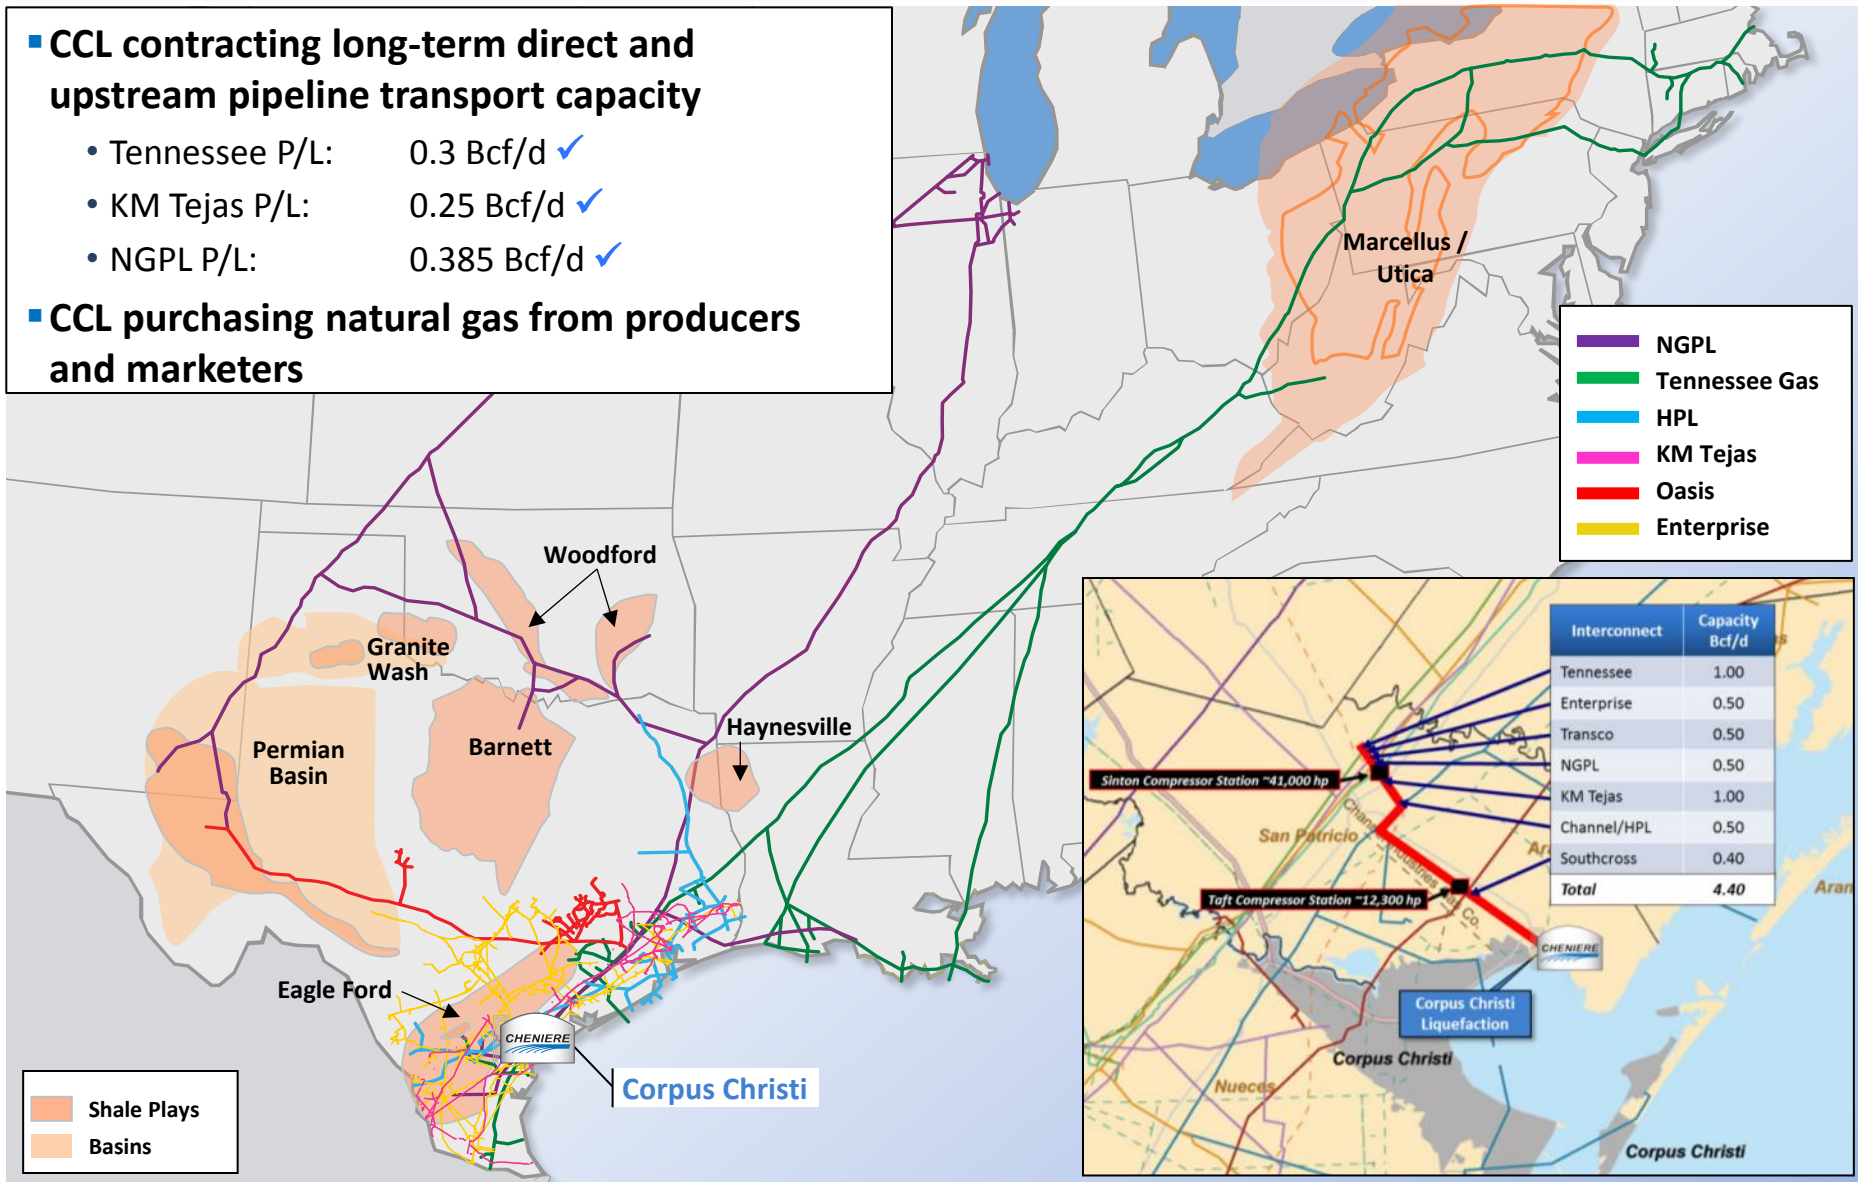 CCL contracting long-term direct and
upstream pipeline transport capacity
• Tennessee P/L: 0.3 Bcf/d ✓
• KM Tejas P/L: 0.25 Bcf/d ✓
• NGPL P/L: 0.385 Bcf/d ✓
CCL purchasing natural gas from producers
and marketers
Marcellus /
Utica
NGPL
Tennessee Gas
HPL
KM Tejas
Oasis
Enterprise
Woodford
Granite
Wash
Permian
Basin
Barnett
Haynesville
Eagle Ford
CHENIERE
Corpus Christi
Shale Plays
Basins
Interconnect Capacity
Bcf/d
Tennessee 1.00
Enterprise 0.50
Transco 0.50
NGPL 0.50
KM Tejas 1.00
Channel/HPL 0.50
Southcross 0.40
Total 4.40
Sinton Compressor Station ~41,000 hp
San Patricio
Taft Compressor Station ~12,300 hp
Aran
CHENIERE
Corpus Christi
Liquefaction
Corpus Christi
Nueces
Corpus Christi